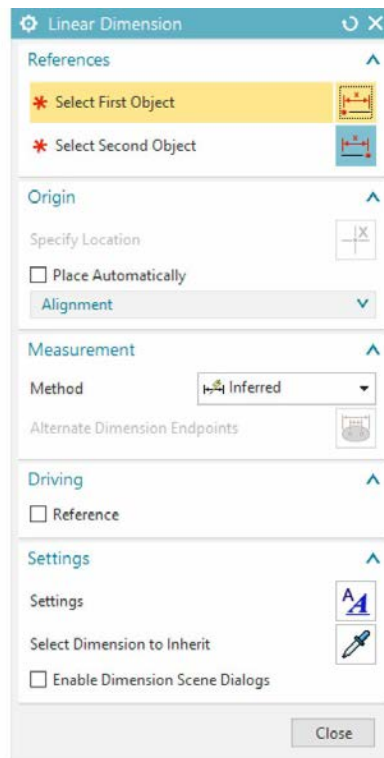 Linear Dimension
References
* Select First Object
* Select Second Object
Origin
Specify Location
Place Automatically
Alignment
Measurement
Method Inferred
Alternate Dimension Endpoints
Driving
Reference
Settings
Settings
Select Dimension to Inherit
Enable Dimension Scene Dialogs
Close